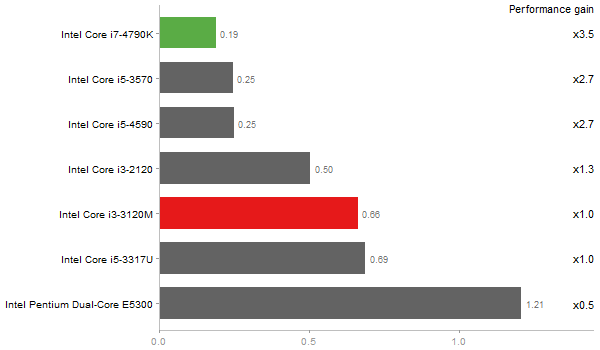 Performance gain
Intel Core i7-4790K 0.19 x3.5
Intel Core i5-3570 0.25 x2.7
Intel Core i5-4590 0.25 x2.7
Intel Core i3-2120 0.50 x1.3
Intel Core i3-3120M 0.66 x1.0
Intel Core i5-3317U 0.69 x1.0
Intel Pentium Dual-Core E5300 1.21 x0.5
0.0 0.5 1.0